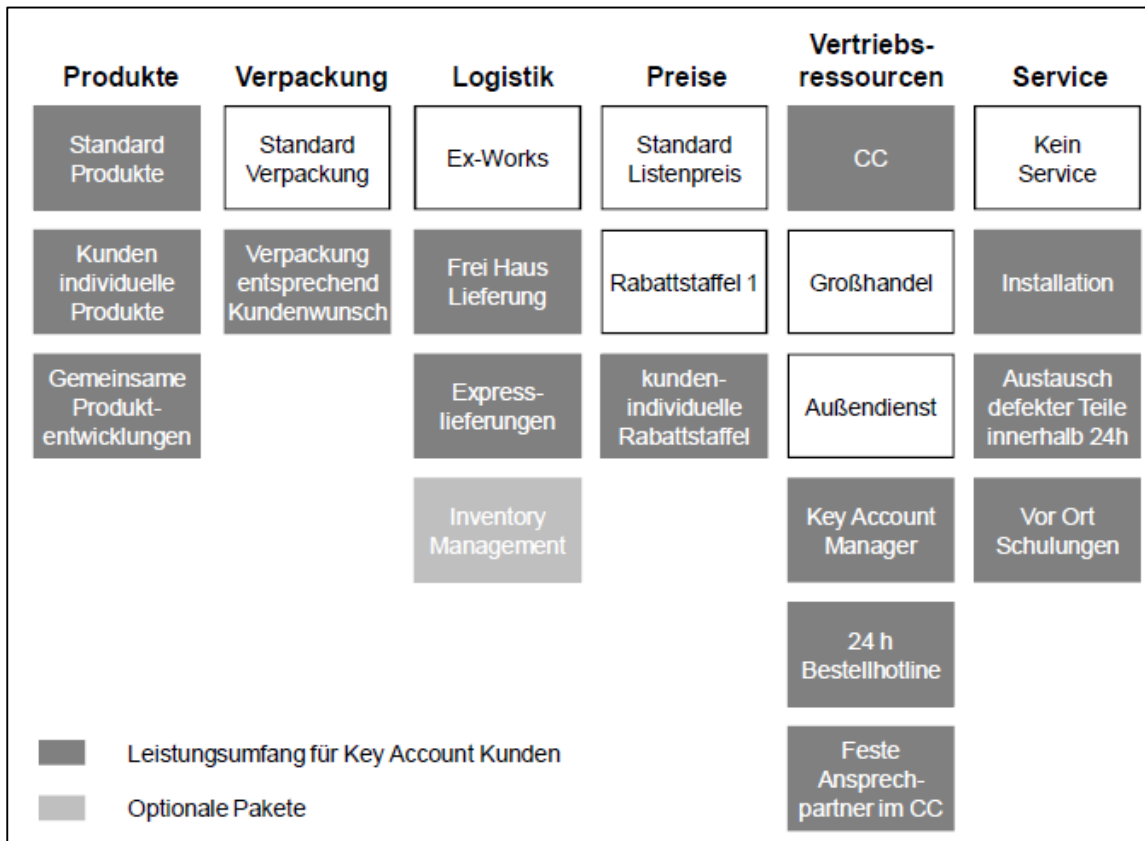 Produkte
Verpackung
Logistik
Preise
Vertriebs-
ressourcen
Service
Standard
Produkte
Standard
Verpackung
Ex-Works
Standard
Listenpreis
CC
Kein
Service
Kunden
individuelle
Produkte
Verpackung
entsprechend
Kundenwunsch
Frei Haus
Lieferung
Rabattstaffel 1
Großhandel
Installation
Gemeinsame
Produkt-
entwicklungen
Express-
lieferungen
kunden-
individuelle
Rabattstaffel
Außendienst
Austausch
defekter Teile
innerhalb 24h
Inventory
Management
Key Account
Manager
Vor Ort
Schulungen
24 h
Bestellhotline
Feste
Ansprech-
partner im CC
Leistungsumfang für Key Account Kunden
Optionale Pakete